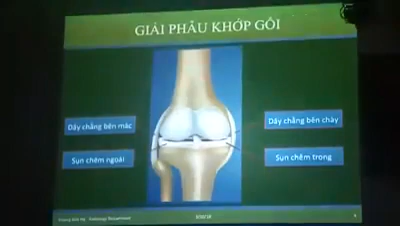 GIẢI PHẪU KHỚP GỐI
Dây chằng bên mác
Dây chằng bên chày
Sụn chêm ngoài
Sụn chêm trong